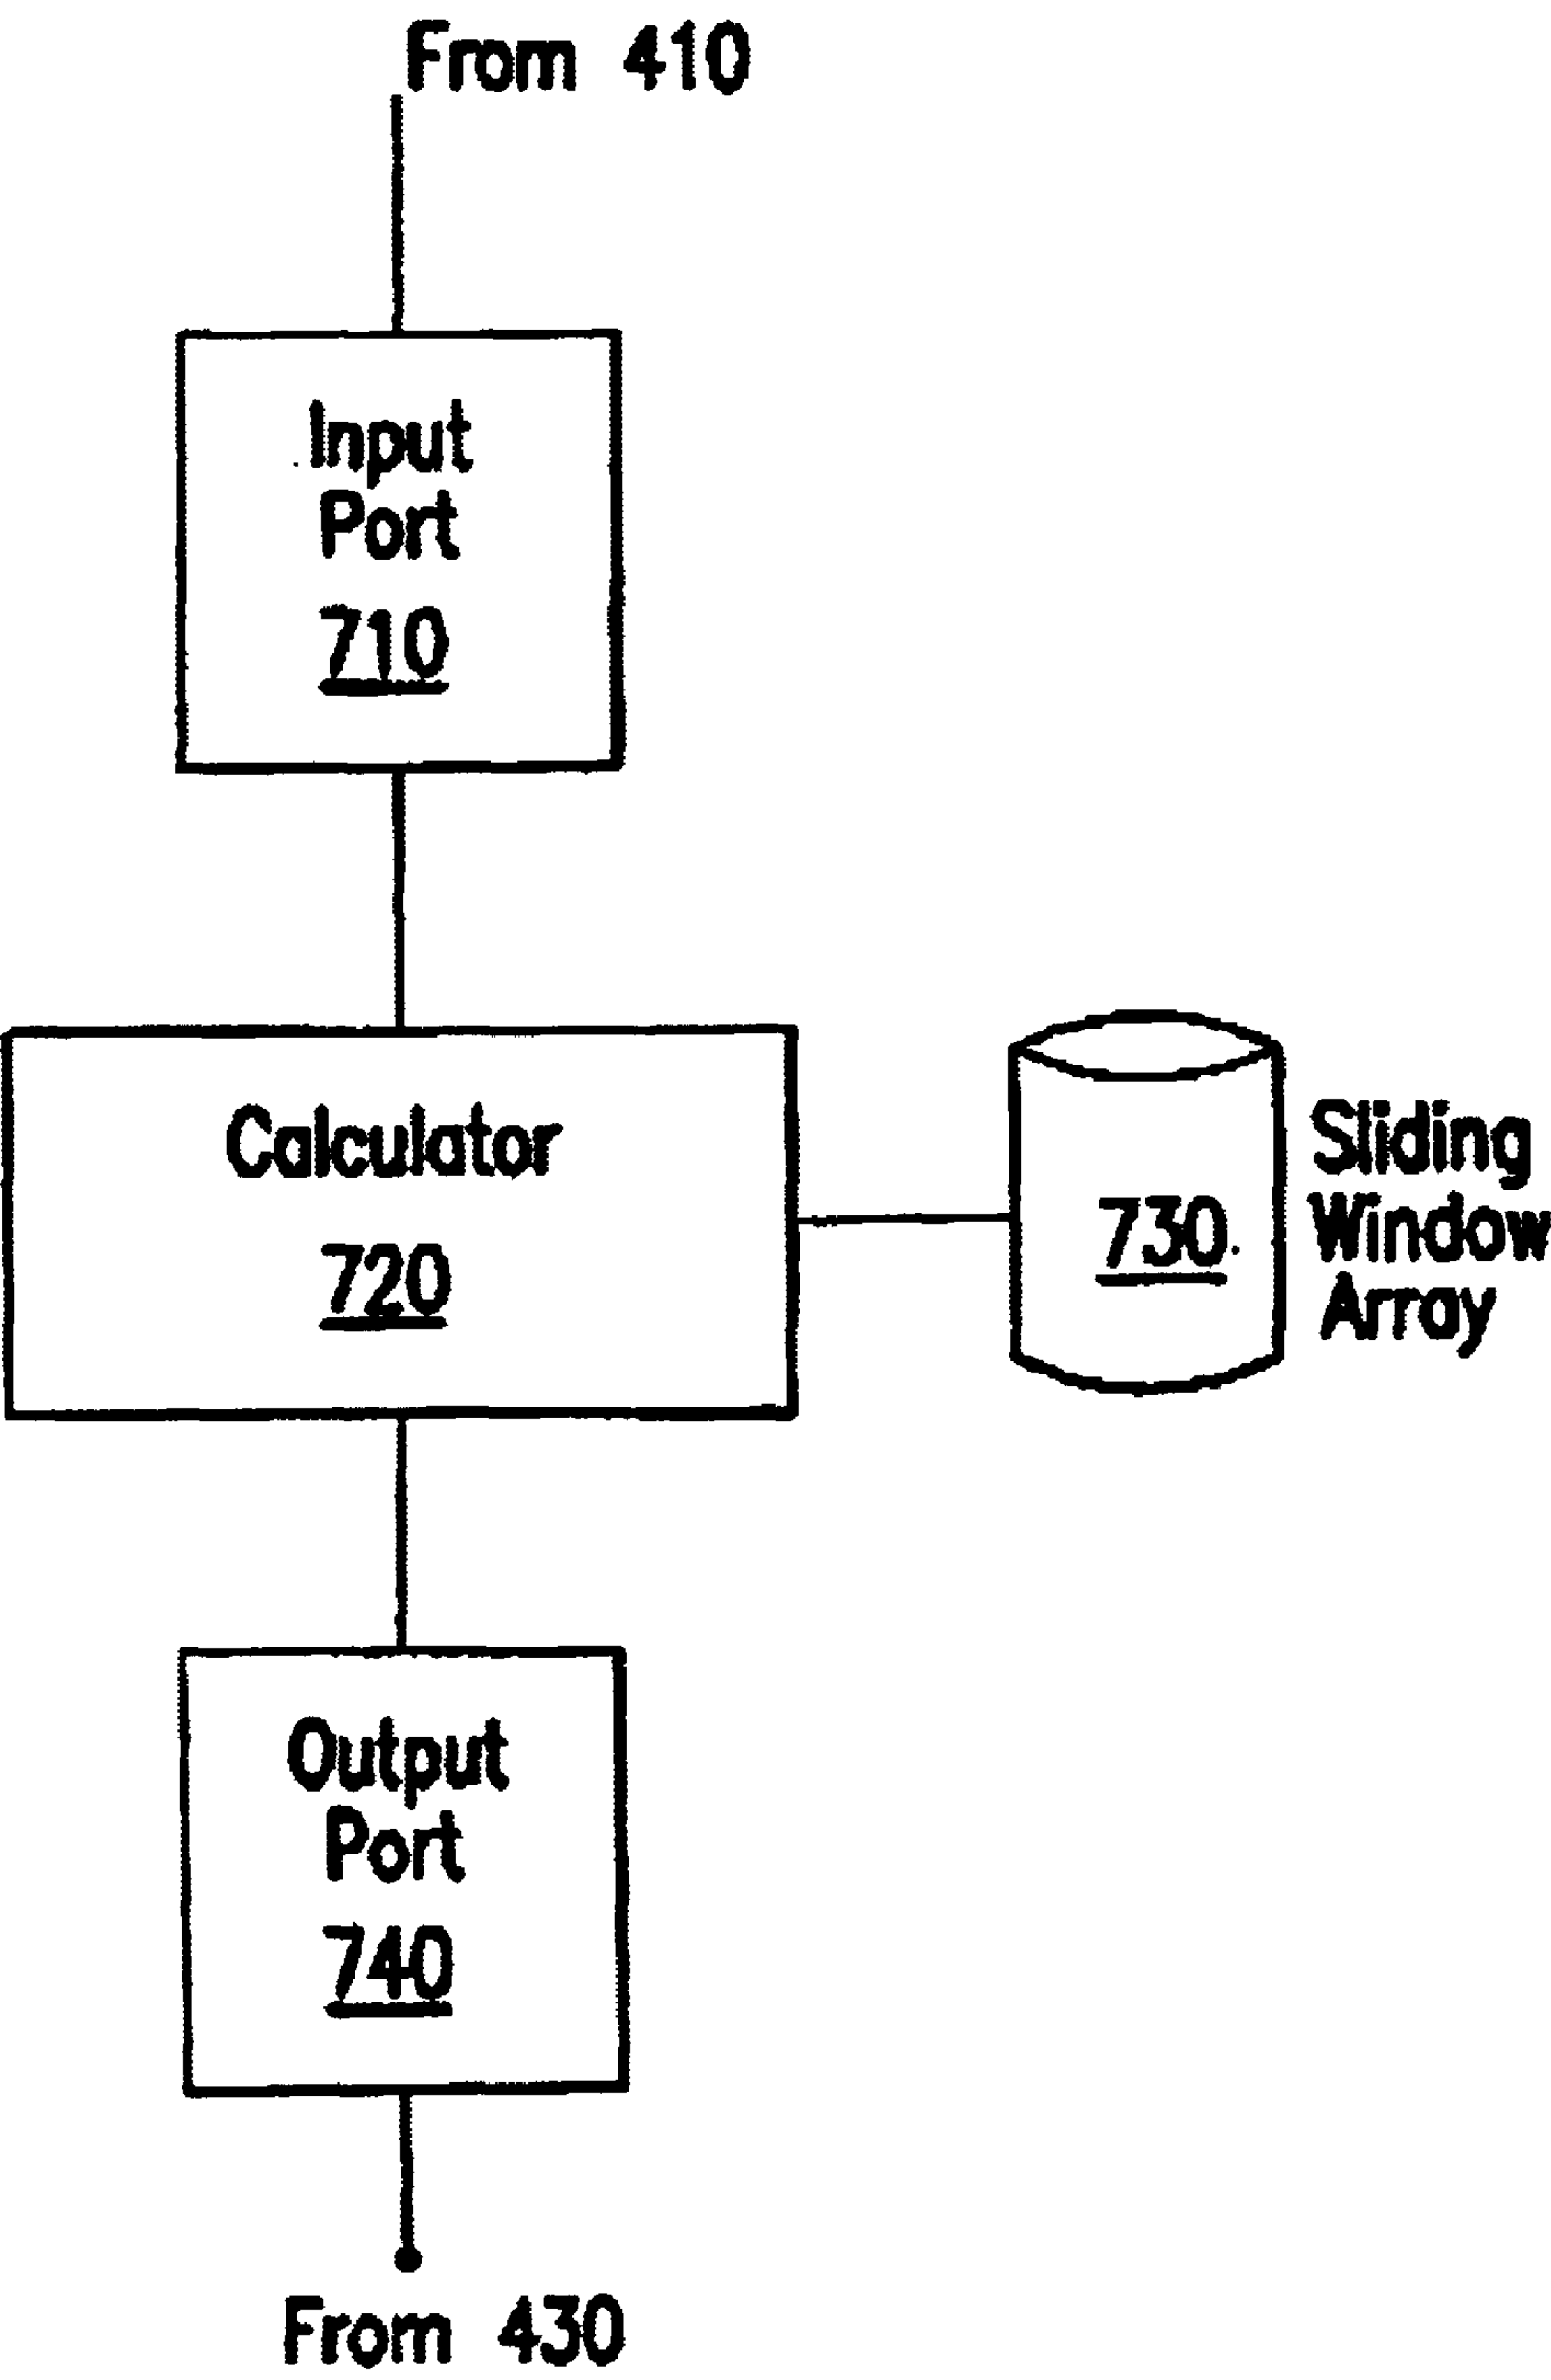 From 410
Input
Port
710
Calculator
720
730
Sliding
Window
Array
Output
Port
740
From 430